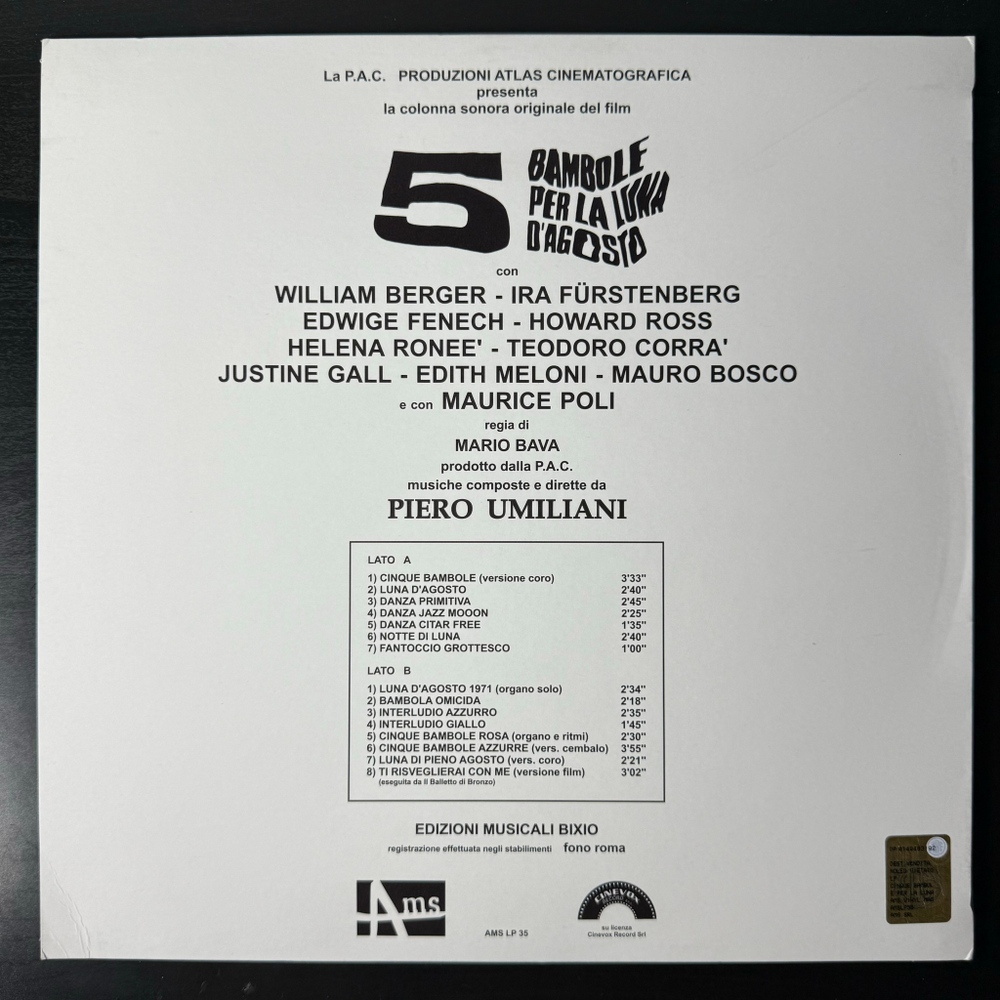 La P.A.C. PRODUZIONI ATLAS CINEMATOGRAFICA
presenta
la colonna sonora originale del film
5 BAMBOLE
PER LA LUNA
D'AGOSTO
con
WILLIAM BERGER - IRA FÜRSTENBERG
EDWIGE FENECH - HOWARD ROSS
HELENA RONEE' - TEODORO CORRA'
JUSTINE GALL - EDITH MELONI - MAURO BOSCO
e con MAURICE POLI
regia di
MARIO BAVA
prodotto dalla P.A.C.
musiche composte e dirette da
PIERO UMILIANI
LATO A
1) CINQUE BAMBOLE (versione coro) 3'33"
2) LUNA D'AGOSTO 2'40"
3) DANZA PRIMITIVA 2'45"
4) DANZA JAZZ MOOON 2'25"
5) DANZA CITAR FREE 1'35"
6) NOTTE DI LUNA 2'40"
7) FANTOCCIO GROTTESCO 1'00"
LATO B
1) LUNA D'AGOSTO 1971 (organo solo) 2'34"
2) BAMBOLA OMICIDA 2'18"
3) INTERLUDIO AZZURRO 2'35"
4) INTERLUDIO GIALLO 1'45"
5) CINQUE BAMBOLE ROSA (organo e ritmi) 2'30"
6) CINQUE BAMBOLE AZZURRE (vers. cembalo) 3'55"
7) LUNA DI PIENO AGOSTO (vers. coro) 2'21"
8) TI RISVEGLIERAI CON ME (versione film) 3'02"
(eseguita da Il Balletto di Bronzo)
EDIZIONI MUSICALI BIXIO
registrazione effettuata negli stabilimenti fono roma
Ams
AMS LP 35
CINEVOX
su licenza
Cinevox Record Srl